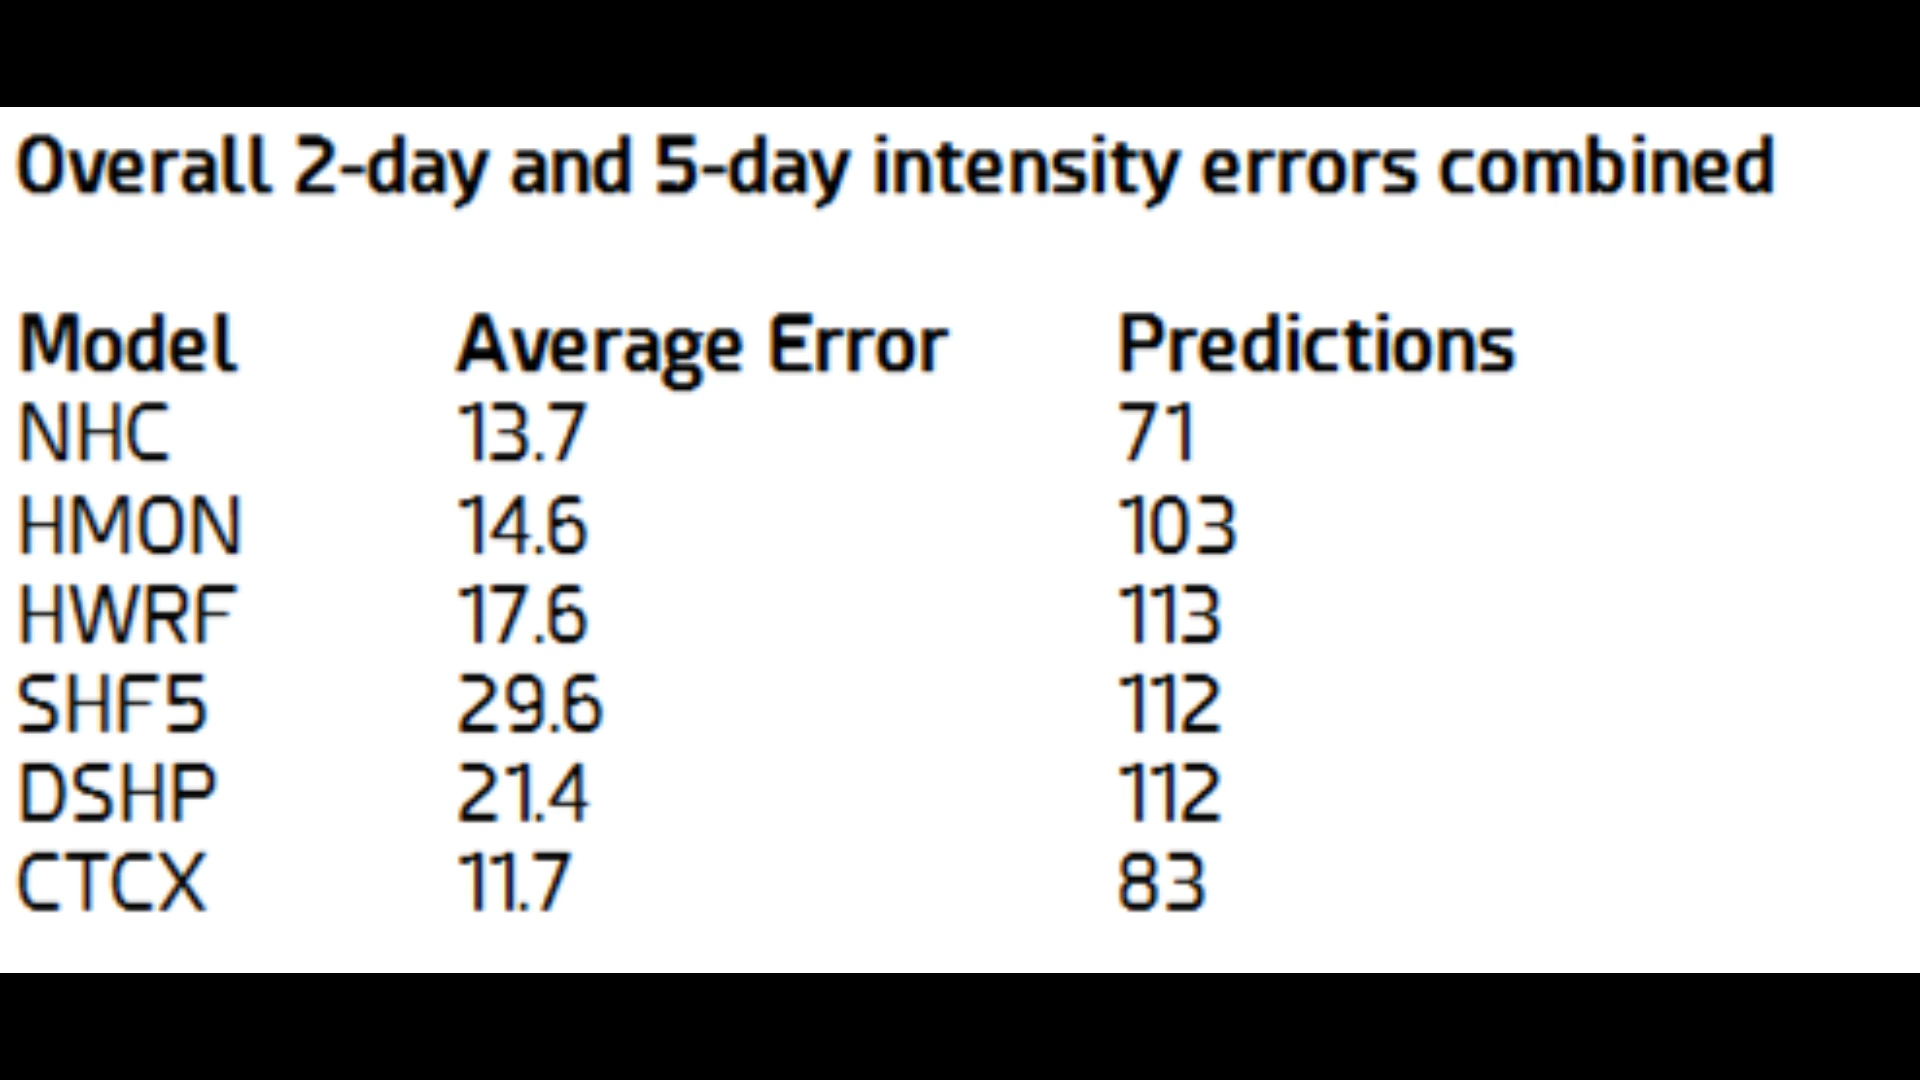 Overall 2-day and 5-day intensity errors combined
Model Average Error Predictions
NHC 13.7 71
HMON 14.6 103
HWRF 17.6 113
SHF5 29.6 112
DSHP 21.4 112
CTCX 11.7 83